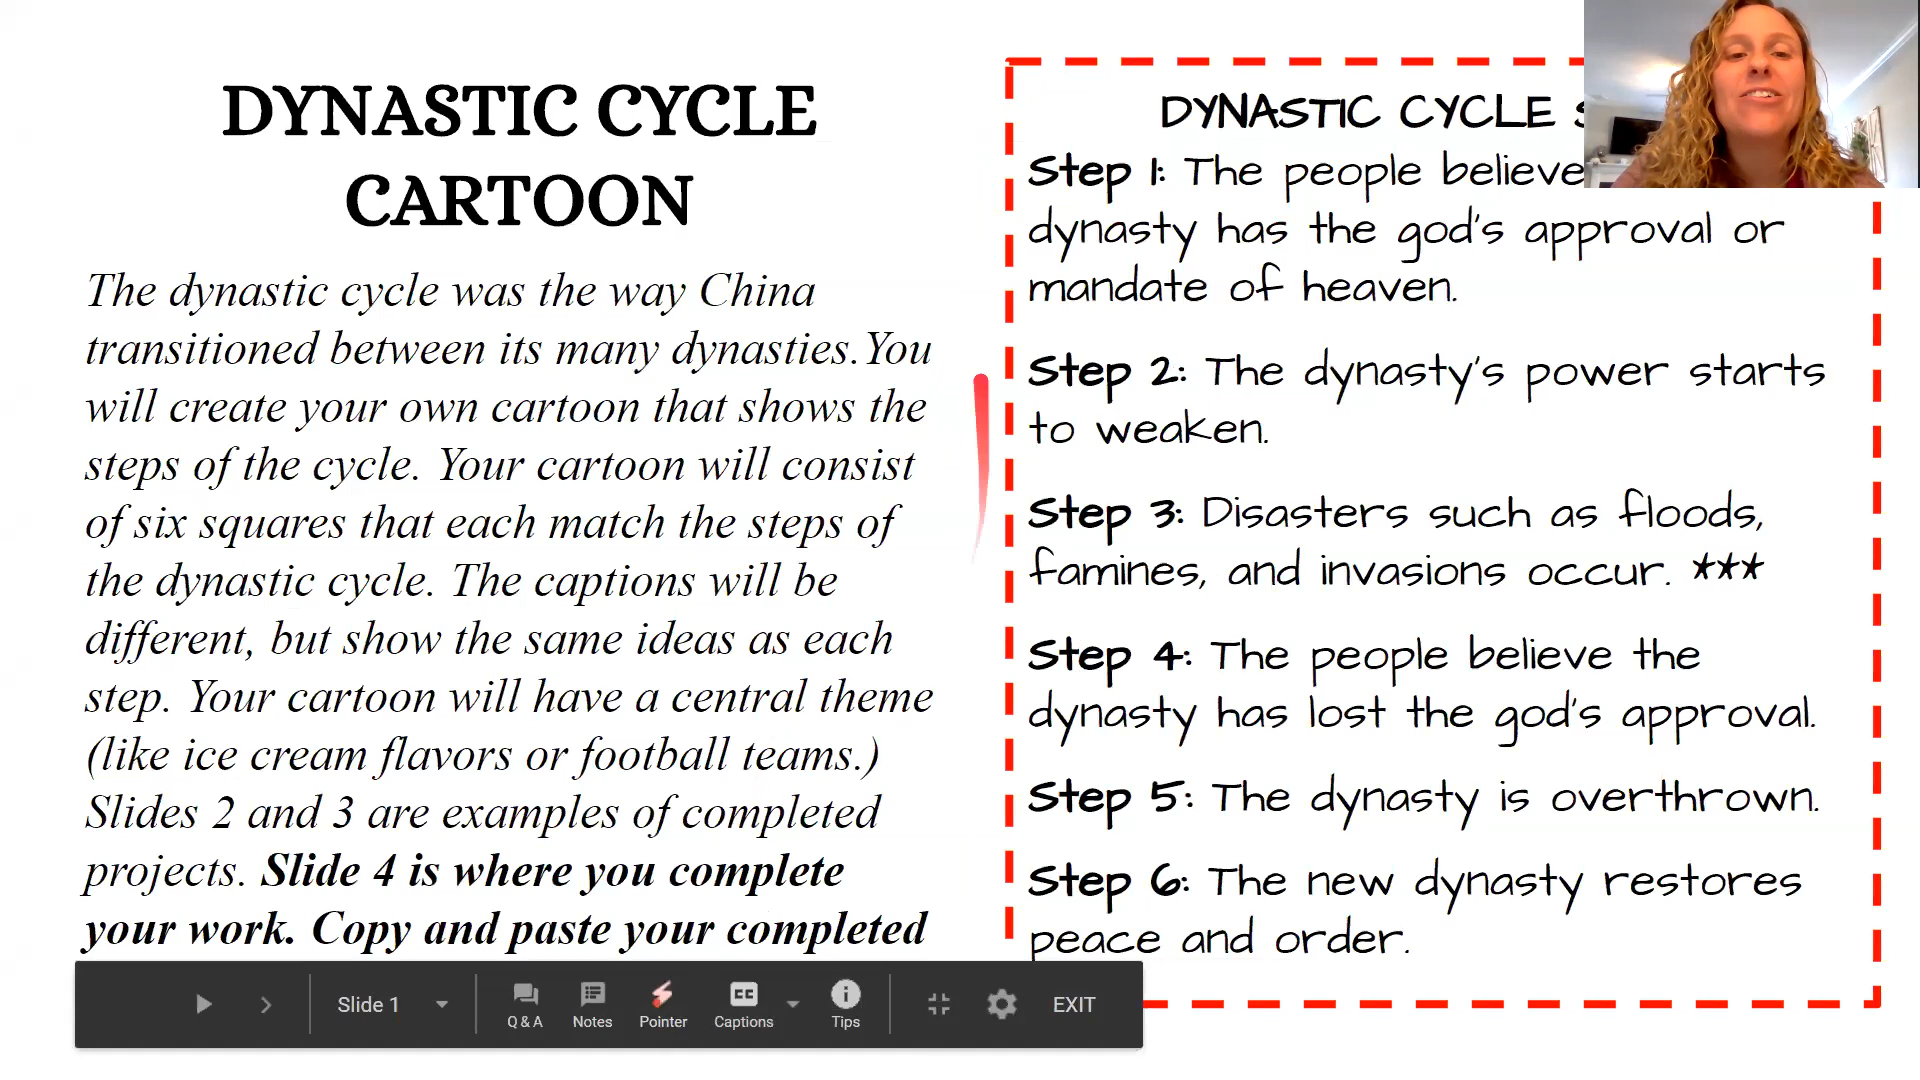 DYNASTIC CYCLE
CARTOON
The dynastic cycle was the way China
transitioned between its many dynasties.You
will create your own cartoon that shows the
steps of the cycle. Your cartoon will consist
of six squares that each match the steps of
the dynastic cycle. The captions will be
different, but show the same ideas as each
step. Your cartoon will have a central theme
(like ice cream flavors or football teams.)
Slides 2 and 3 are examples of completed
projects. Slide 4 is where you complete
your work. Copy and paste your completed
DYNASTIC CYCLE
Step 1: The people believe
dynasty has the god's approval or
mandate of heaven.
Step 2: The dynasty's power starts
to weaken.
Step 3: Disasters such as floods,
famines, and invasions occur. ***
Step 4: The people believe the
dynasty has lost the god's approval.
Step 5: The dynasty is overthrown.
Step 6: The new dynasty restores
peace and order.
Slide 1
Q & A
Notes
Pointer
CC
Captions
Tips
EXIT